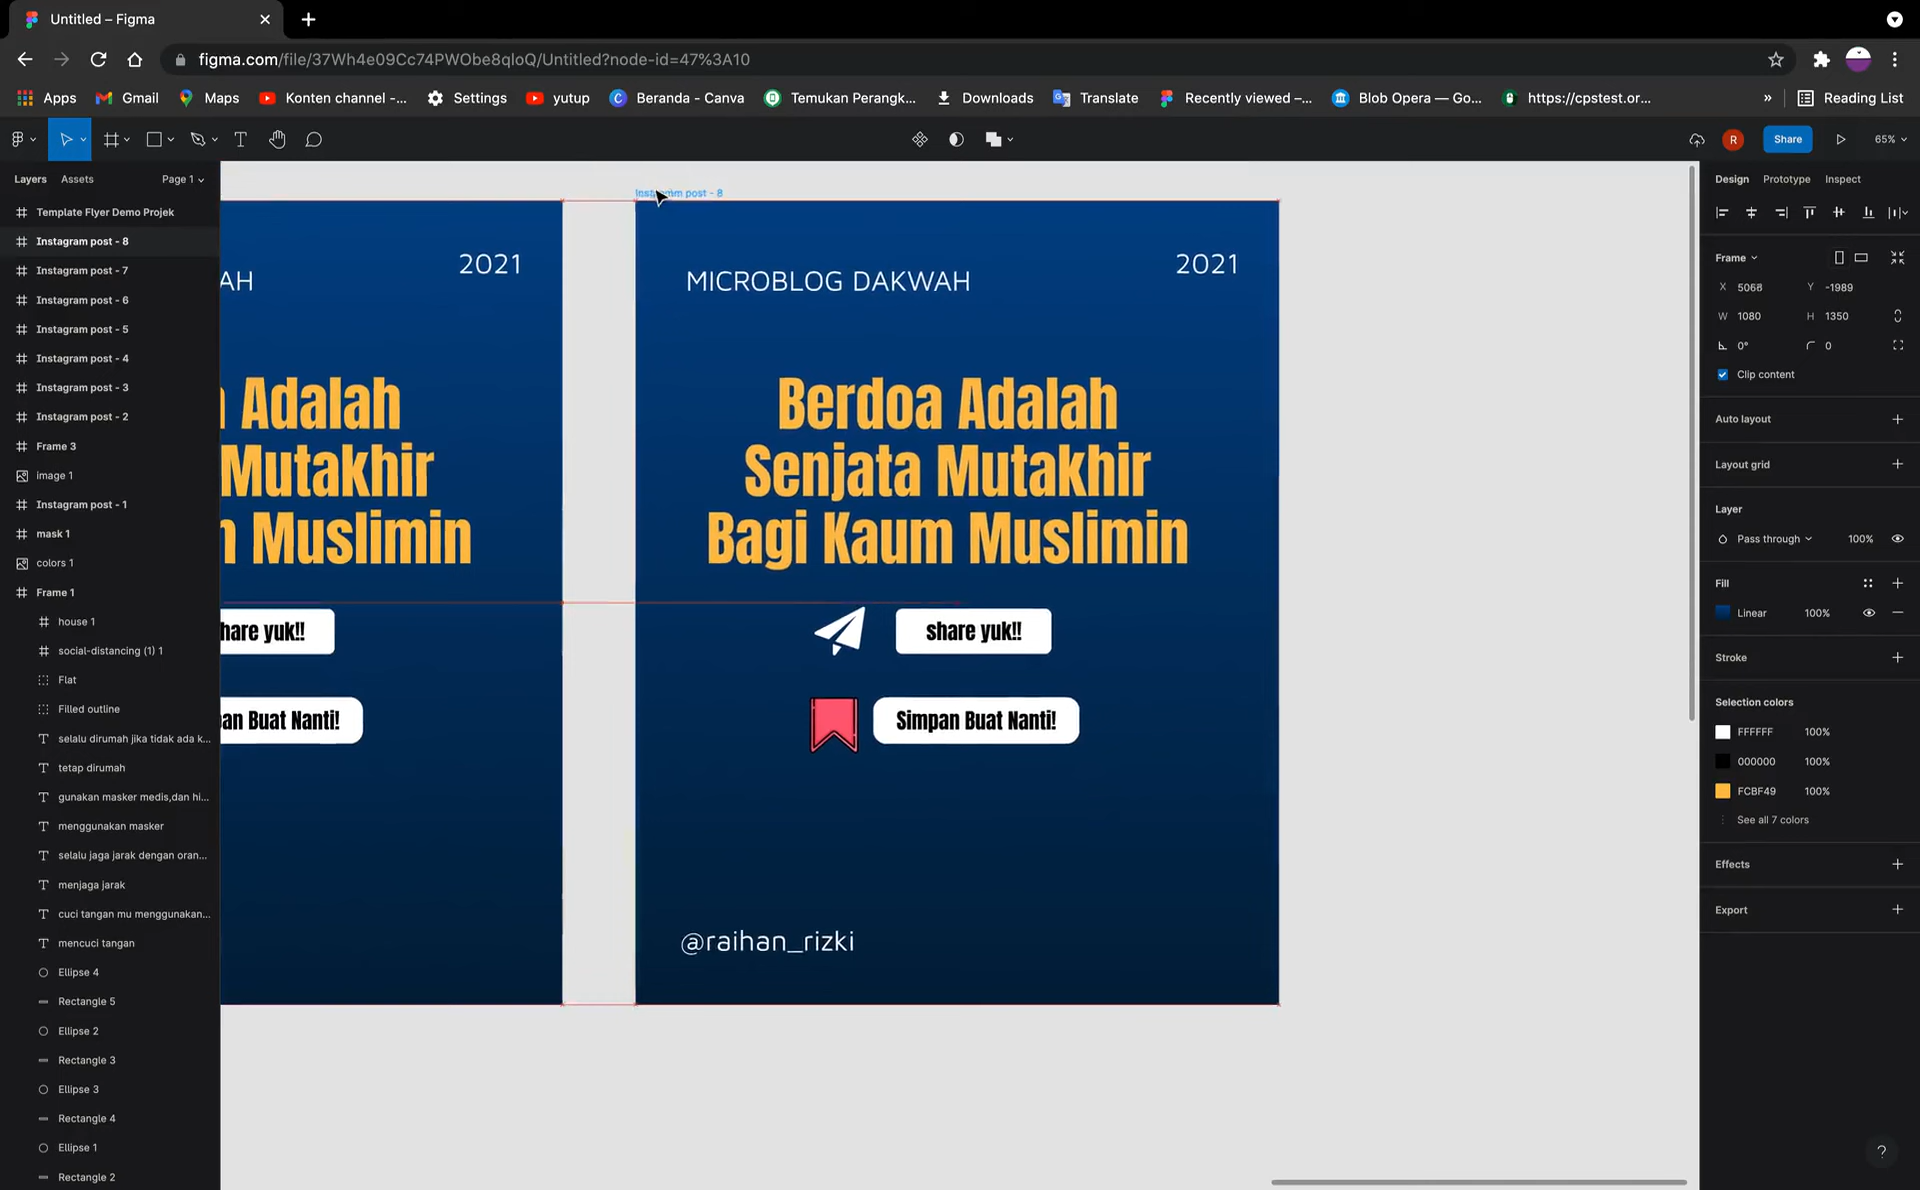 Untitled – Figma
figma.com/file/37Wh4e09Cc74PWObe8qIoQ/Untitled?node-id=47%3A10
Apps
Gmail
Maps
Konten channel -...
Settings
yutup
Beranda - Canva
Temukan Perangk...
Downloads
Translate
Recently viewed –...
Blob Opera — Go...
https://cpstest.or...
»
Reading List
R
Share
65%
Layers
Assets
Page 1
Template Flyer Demo Projek
Instagram post - 8
Instagram post - 7
Instagram post - 6
Instagram post - 5
Instagram post - 4
Instagram post - 3
Instagram post - 2
Frame 3
image 1
Instagram post - 1
mask 1
colors 1
Frame 1
house 1
social-distancing (1) 1
Flat
Filled outline
selalu dirumah jika tidak ada k...
tetap dirumah
gunakan masker medis,dan hi...
menggunakan masker
selalu jaga jarak dengan oran...
menjaga jarak
cuci tangan mu menggunakan...
mencuci tangan
Ellipse 4
Rectangle 5
Ellipse 2
Rectangle 3
Ellipse 3
Rectangle 4
Ellipse 1
Rectangle 2
AH
2021
Adalah
Mutakhir
Muslimin
hare yuk!!
an Buat Nanti!
Instagram post - 8
MICROBLOG DAKWAH
2021
Berdoa Adalah
Senjata Mutakhir
Bagi Kaum Muslimin
share yuk!!
Simpan Buat Nanti!
@raihan_rizki
Design
Prototype
Inspect
Frame
X 5068
Y -1989
W 1080
H 1350
0°
0
Clip content
Auto layout
Layout grid
Layer
Pass through
100%
Fill
Linear
100%
Stroke
Selection colors
FFFFFF 100%
000000 100%
FCBF49 100%
See all 7 colors
Effects
Export
?